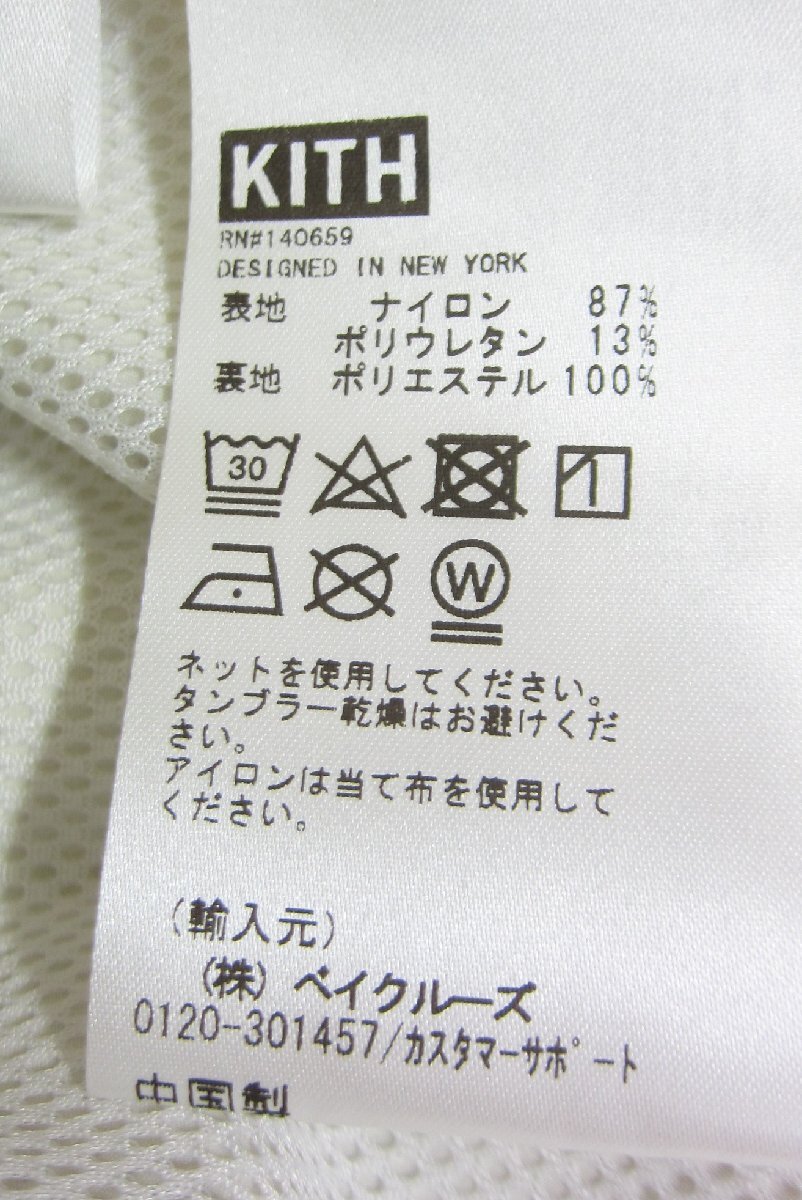 KITH
RN#140659
DESIGNED IN NEW YORK
表地 ナイロン 87%
ポリウレタン 13%
裏地 ポリエステル 100%
30
W
ネットを使用してください。
タンブラー乾燥はお避けくだ
さい。
アイロンは当て布を使用して
ください。
(輸入元)
(株) ベイクルーズ
0120-301457/カスタマーサポート
中国製